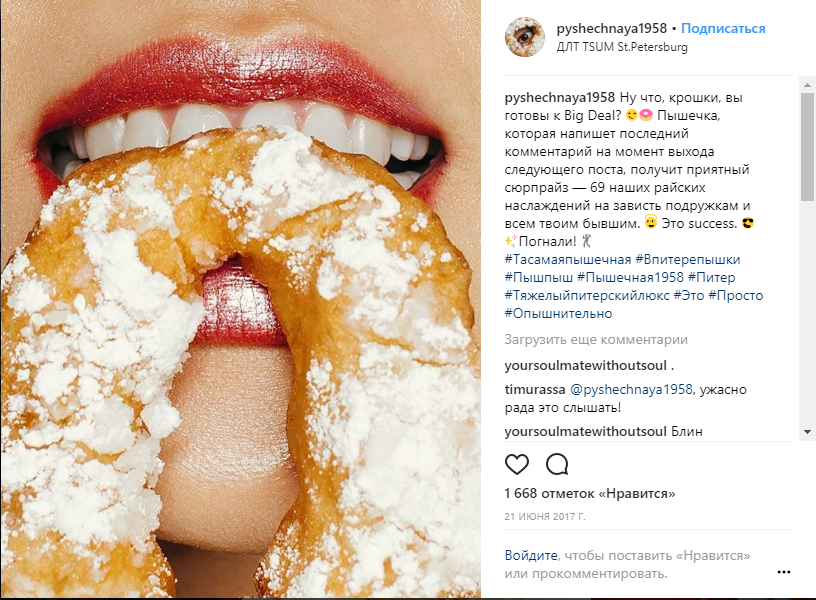 pyshechnaya1958 • Подписаться
ДЛТ TSUM St.Petersburg
pyshechnaya1958 Ну что, крошки, вы
готовы к Big Deal? 😏🍩 Пышечка,
которая напишет последний
комментарий на момент выхода
следующего поста, получит приятный
сюрпрайз — 69 наших райских
наслаждений на зависть подружкам и
всем твоим бывшим. 😇 Это success. 😎
✨Погнали! 🕺
#Тасамаяпышечная #Впитерепышки
#Пышпыш #Пышечная1958 #Питер
#Тяжелыйпитерскийлюкс #Это #Просто
#Опышнительно
Загрузить еще комментарии
yoursoulmatewithoutsoul .
timurassa @pyshechnaya1958, ужасно
рада это слышать!
yoursoulmatewithoutsoul Блин
1 668 отметок «Нравится»
21 ИЮНЯ 2017 Г.
Войдите, чтобы поставить «Нравится»
или прокомментировать.